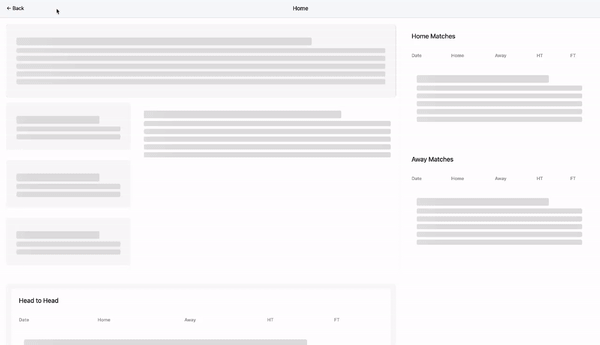 ← Back
Home
Home Matches
Date Home Away HT FT
Away Matches
Date Home Away HT FT
Head to Head
Date Home Away HT FT